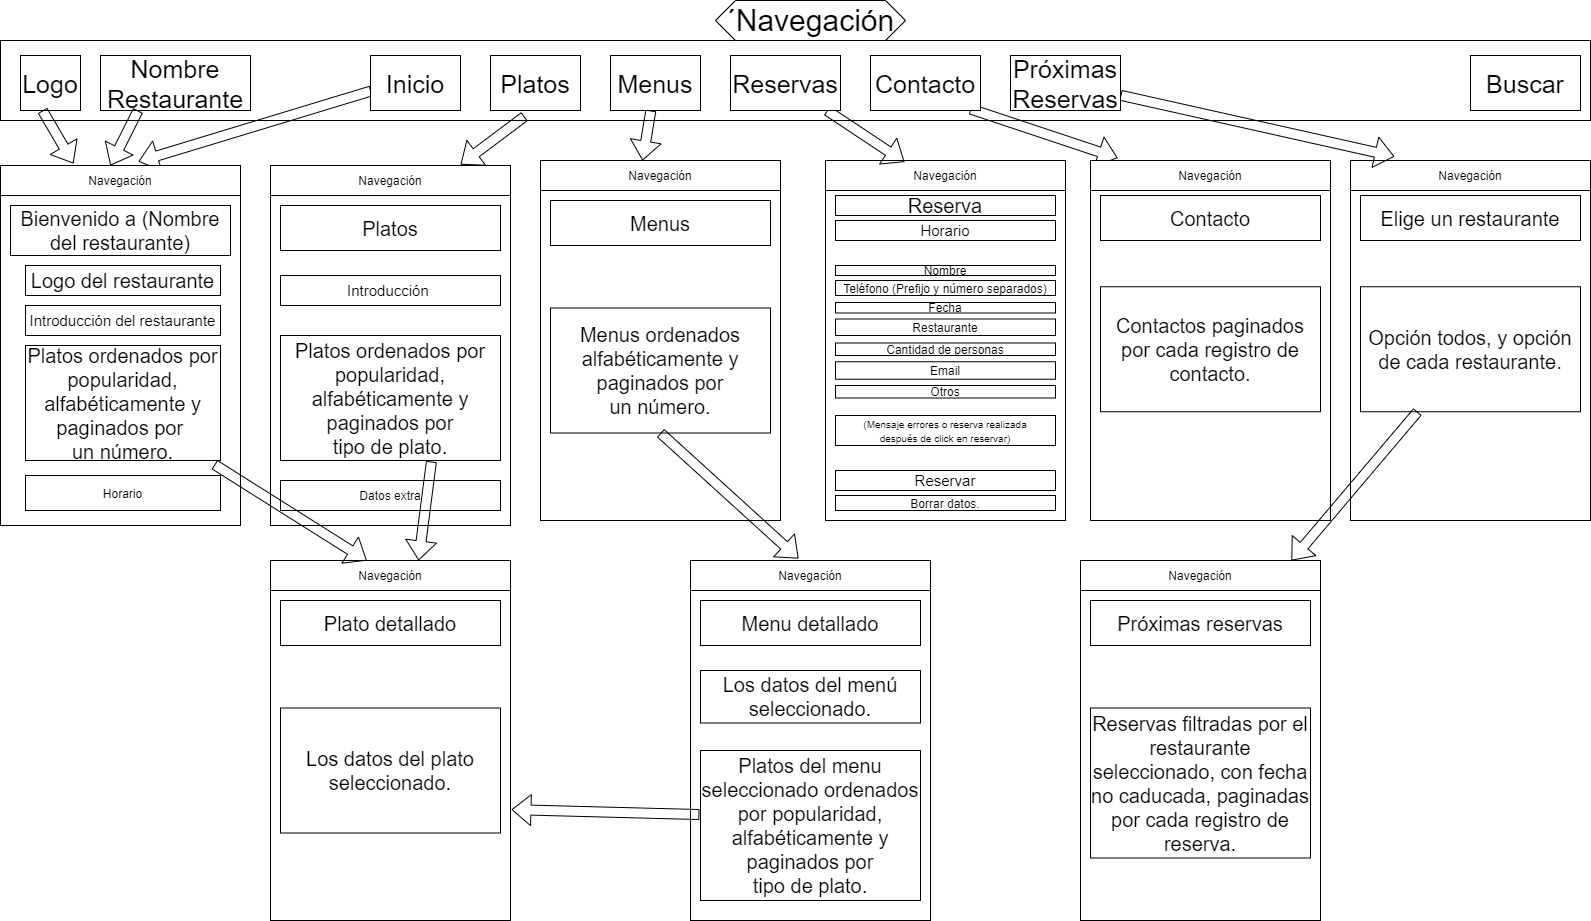 ´Navegación
Logo
Nombre
Restaurante
Inicio
Platos
Menus
Reservas
Contacto
Próximas
Reservas
Buscar
Navegación
Bienvenido a (Nombre
del restaurante)
Logo del restaurante
Introducción del restaurante
Platos ordenados por
popularidad,
alfabéticamente y
paginados por
un número.
Horario
Navegación
Platos
Introducción
Platos ordenados por
popularidad,
alfabéticamente y
paginados por
tipo de plato.
Datos extra
Navegación
Menus
Menus ordenados
alfabéticamente y
paginados por
un número.
Navegación
Reserva
Horario
Nombre
Teléfono (Prefijo y número separados)
Fecha
Restaurante
Cantidad de personas
Email
Otros
(Mensaje errores o reserva realizada
después de click en reservar)
Reservar
Borrar datos.
Navegación
Contacto
Contactos paginados
por cada registro de
contacto.
Navegación
Elige un restaurante
Opción todos, y opción
de cada restaurante.
Navegación
Plato detallado
Los datos del plato
seleccionado.
Navegación
Menu detallado
Los datos del menú
seleccionado.
Platos del menu
seleccionado ordenados
por popularidad,
alfabéticamente y
paginados por
tipo de plato.
Navegación
Próximas reservas
Reservas filtradas por el
restaurante
seleccionado, con fecha
no caducada, paginadas
por cada registro de
reserva.